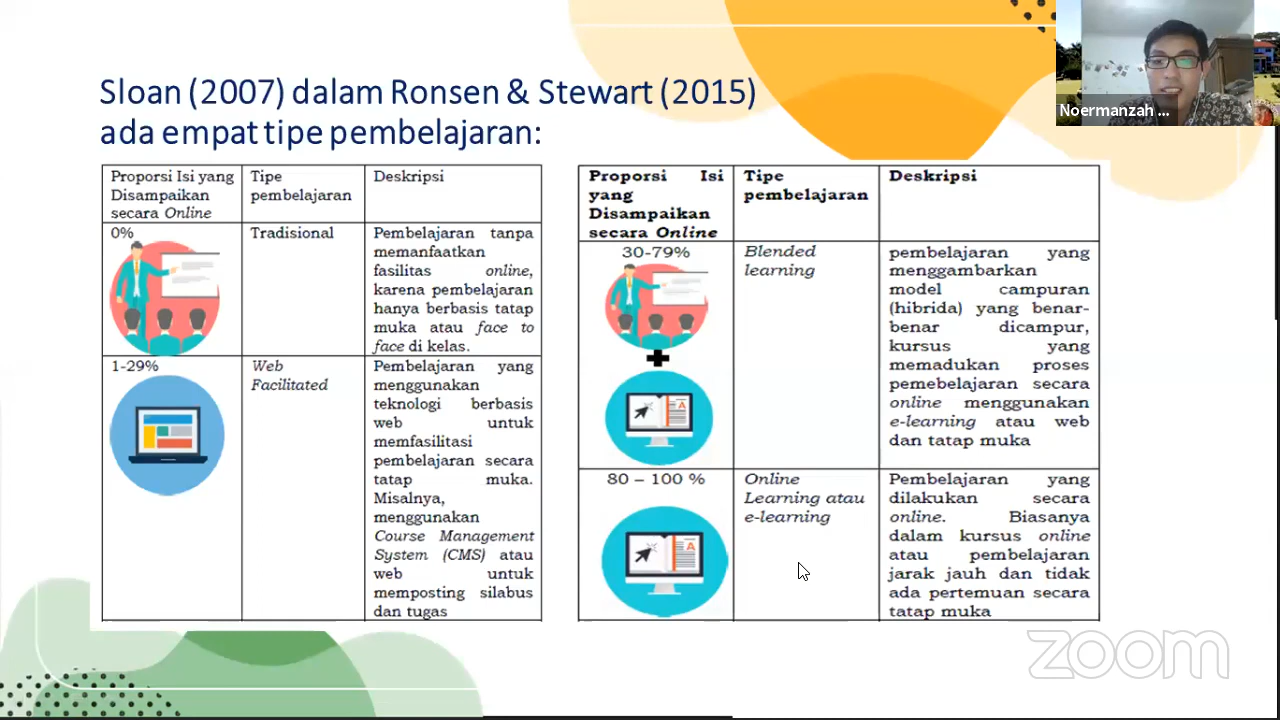 Sloan (2007) dalam Ronsen & Stewart (2015)
ada empat tipe pembelajaran:
Proporsi Isi yang
Disampaikan
secara Online
Tipe
pembelajaran
Deskripsi
0%
Tradisional
Pembelajaran tanpa
memanfaatkan
fasilitas online,
karena pembelajaran
hanya berbasis tatap
muka atau face to
face di kelas.
1-29%
Web
Facilitated
Pembelajaran yang
menggunakan
teknologi berbasis
web untuk
memfasilitasi
pembelajaran secara
tatap muka.
Misalnya,
menggunakan
Course Management
System (CMS) atau
web untuk
memposting silabus
dan tugas
Proporsi Isi
yang
Disampaikan
secara Online
Tipe
pembelajaran
Deskripsi
30-79%
Blended
learning
pembelajaran yang
menggambarkan
model campuran
(hibrida) yang benar-
benar dicampur,
kursus yang
memadukan proses
pemebelajaran secara
online menggunakan
e-learning atau web
dan tatap muka
80 – 100 %
Online
Learning atau
e-learning
Pembelajaran yang
dilakukan secara
online. Biasanya
dalam kursus online
atau pembelajaran
jarak jauh dan tidak
ada pertemuan secara
tatap muka
A
A
Noermanzah ...
zoom